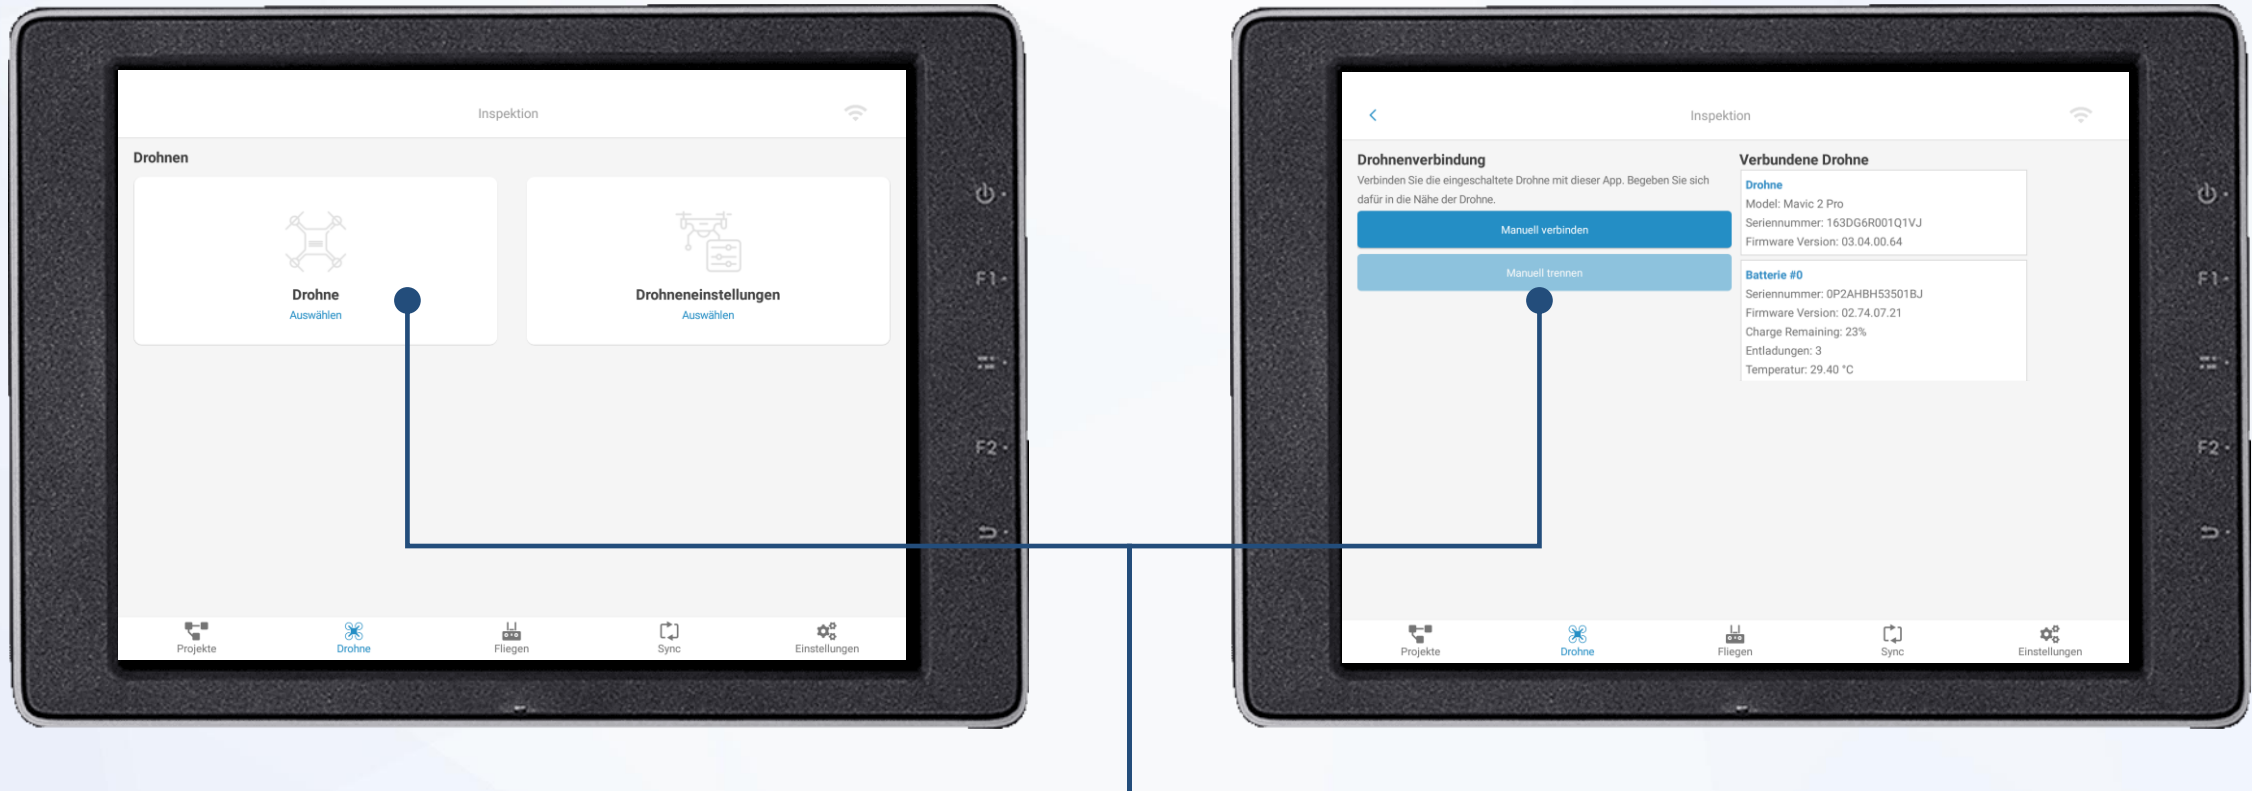 Inspektion
Drohnen
Drohne
Auswählen
Drohneneinstellungen
Auswählen
Projekte
Drohne
Fliegen
Sync
Einstellungen
F1
F2
Inspektion
Drohnenverbindung
Verbinden Sie die eingeschaltete Drohne mit dieser App. Begeben Sie sich
dafür in die Nähe der Drohne.
Manuell verbinden
Manuell trennen
Verbundene Drohne
Drohne
Model: Mavic 2 Pro
Seriennummer: 163DG6R001Q1VJ
Firmware Version: 03.04.00.64
Batterie #0
Seriennummer: 0P2AHBH53501BJ
Firmware Version: 02.74.07.21
Charge Remaining: 23%
Entladungen: 3
Temperatur: 29.40 °C
Projekte
Drohne
Fliegen
Sync
Einstellungen
F1
F2